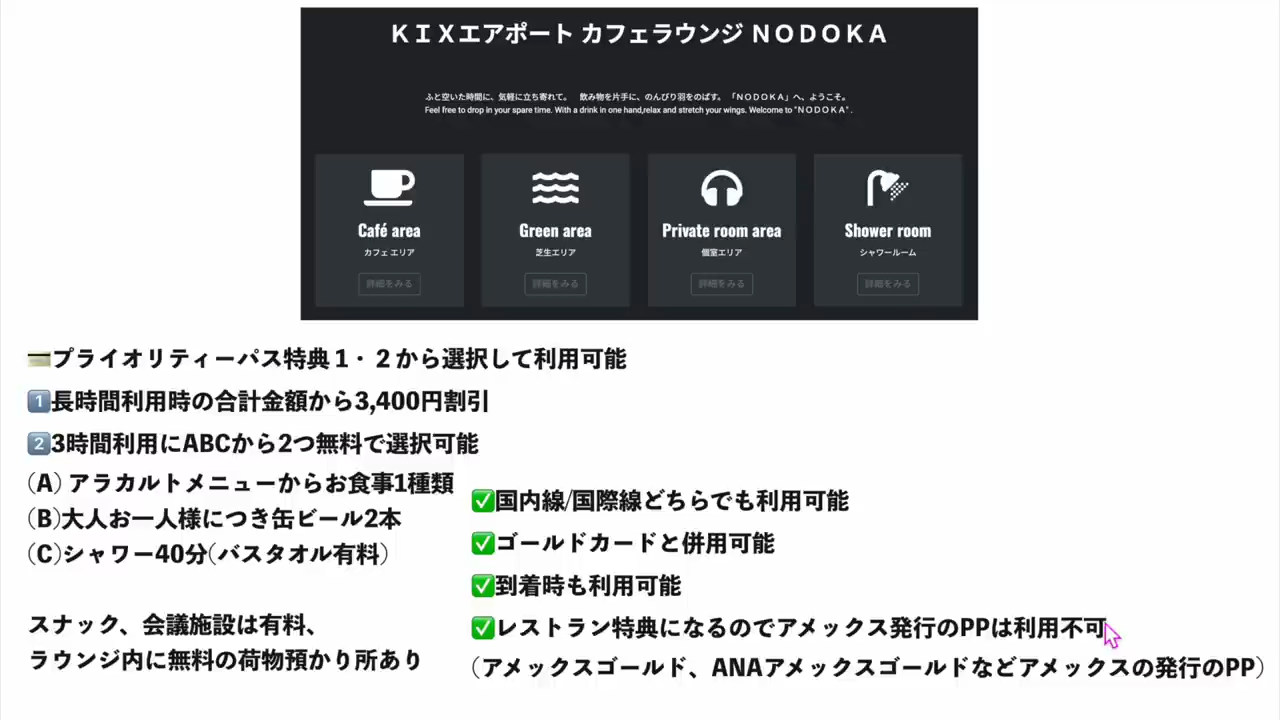 ＫＩＸエアポート カフェラウンジ ＮＯＤＯＫＡ
ふと空いた時間に、気軽に立ち寄れて。 飲み物を片手に、のんびり羽をのばす。「ＮＯＤＯＫＡ」へ、ようこそ。
Feel free to drop in your spare time. With a drink in one hand,relax and stretch your wings. Welcome to "ＮＯＤＯＫＡ" .
Café area
カフェ エリア
詳細をみる
Green area
芝生エリア
詳細をみる
Private room area
個室エリア
詳細をみる
Shower room
シャワールーム
詳細をみる
💳プライオリティーパス特典１・２から選択して利用可能
1️⃣長時間利用時の合計金額から3,400円割引
2️⃣3時間利用にABCから2つ無料で選択可能
(A) アラカルトメニューからお食事1種類
(B)大人お一人様につき缶ビール2本
(C)シャワー40分(バスタオル有料)
スナック、会議施設は有料、
ラウンジ内に無料の荷物預かり所あり
✅国内線/国際線どちらでも利用可能
✅ゴールドカードと併用可能
✅到着時も利用可能
✅レストラン特典になるのでアメックス発行のPPは利用不可
(アメックスゴールド、ANAアメックスゴールドなどアメックスの発行のPP)